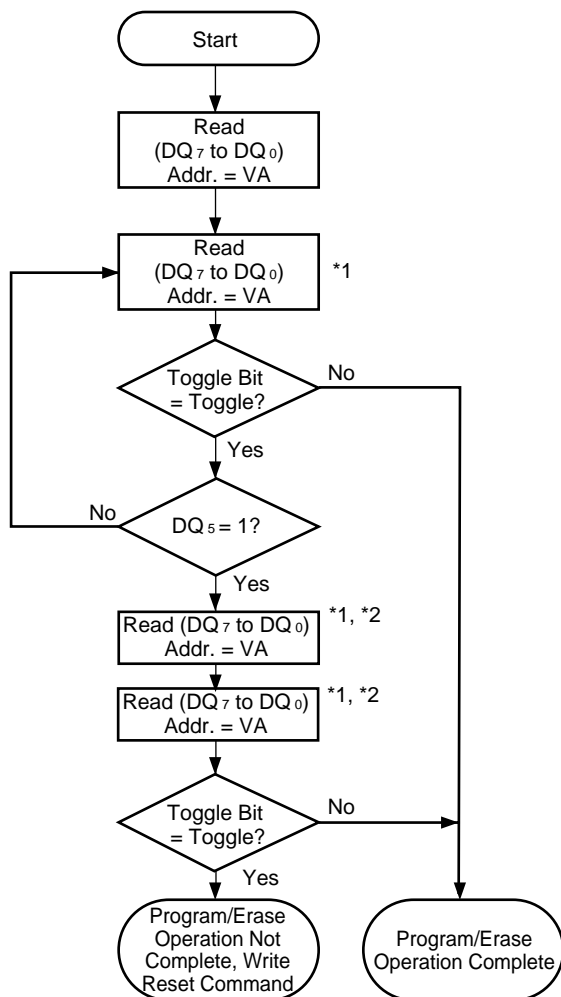 Start
Read
(DQ7 to DQ0)
Addr. = VA
Read
(DQ7 to DQ0)
Addr. = VA
*1
Toggle Bit
= Toggle?
No
Yes
No
DQ5 = 1?
Yes
Read (DQ7 to DQ0)
Addr. = VA
*1, *2
Read (DQ7 to DQ0)
Addr. = VA
*1, *2
Toggle Bit
= Toggle?
No
Yes
Program/Erase
Operation Not
Complete, Write
Reset Command
Program/Erase
Operation Complete